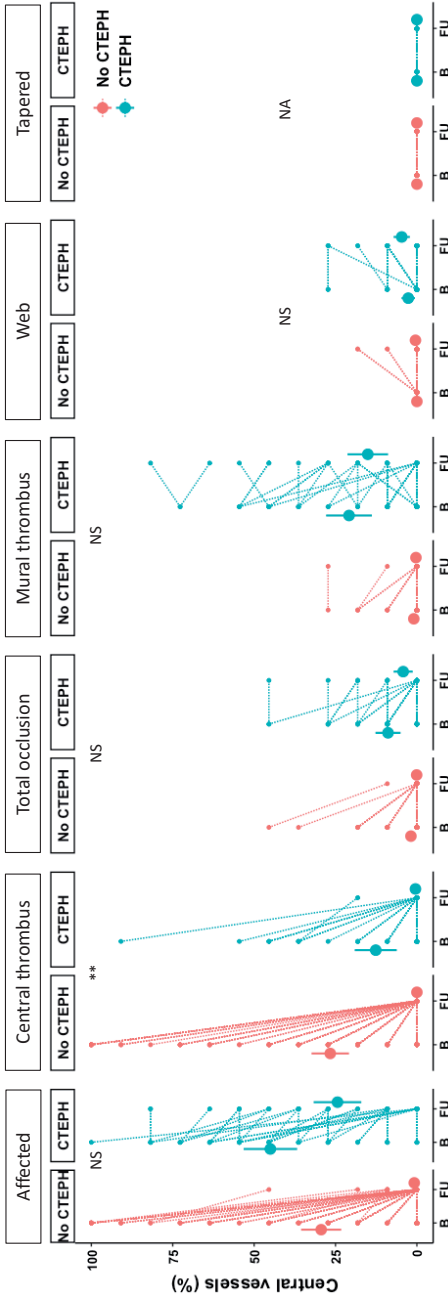 Affected
Central thrombus
Total occlusion
Mural thrombus
Web
Tapered
No CTEPH
CTEPH
No CTEPH
CTEPH
No CTEPH
CTEPH
No CTEPH
CTEPH
No CTEPH
CTEPH
No CTEPH
CTEPH
NS
**
NS
NS
NS
NA
No CTEPH
CTEPH
Central vessels (%)
100
75
50
25
0
B FU B FU B FU B FU B FU B FU B FU B FU B FU B FU B FU B FU